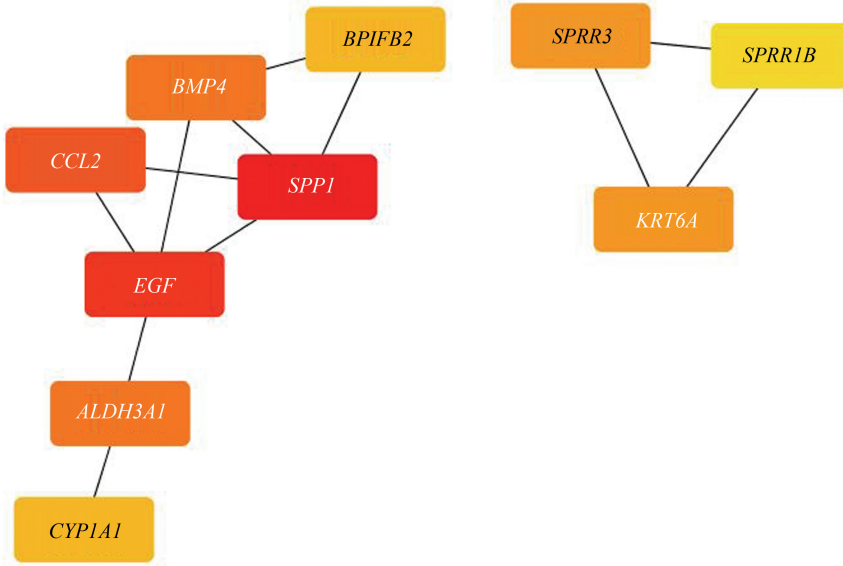 BPIFB2
BMP4
CCL2
SPP1
EGF
ALDH3A1
CYP1A1
SPRR3
SPRR1B
KRT6A